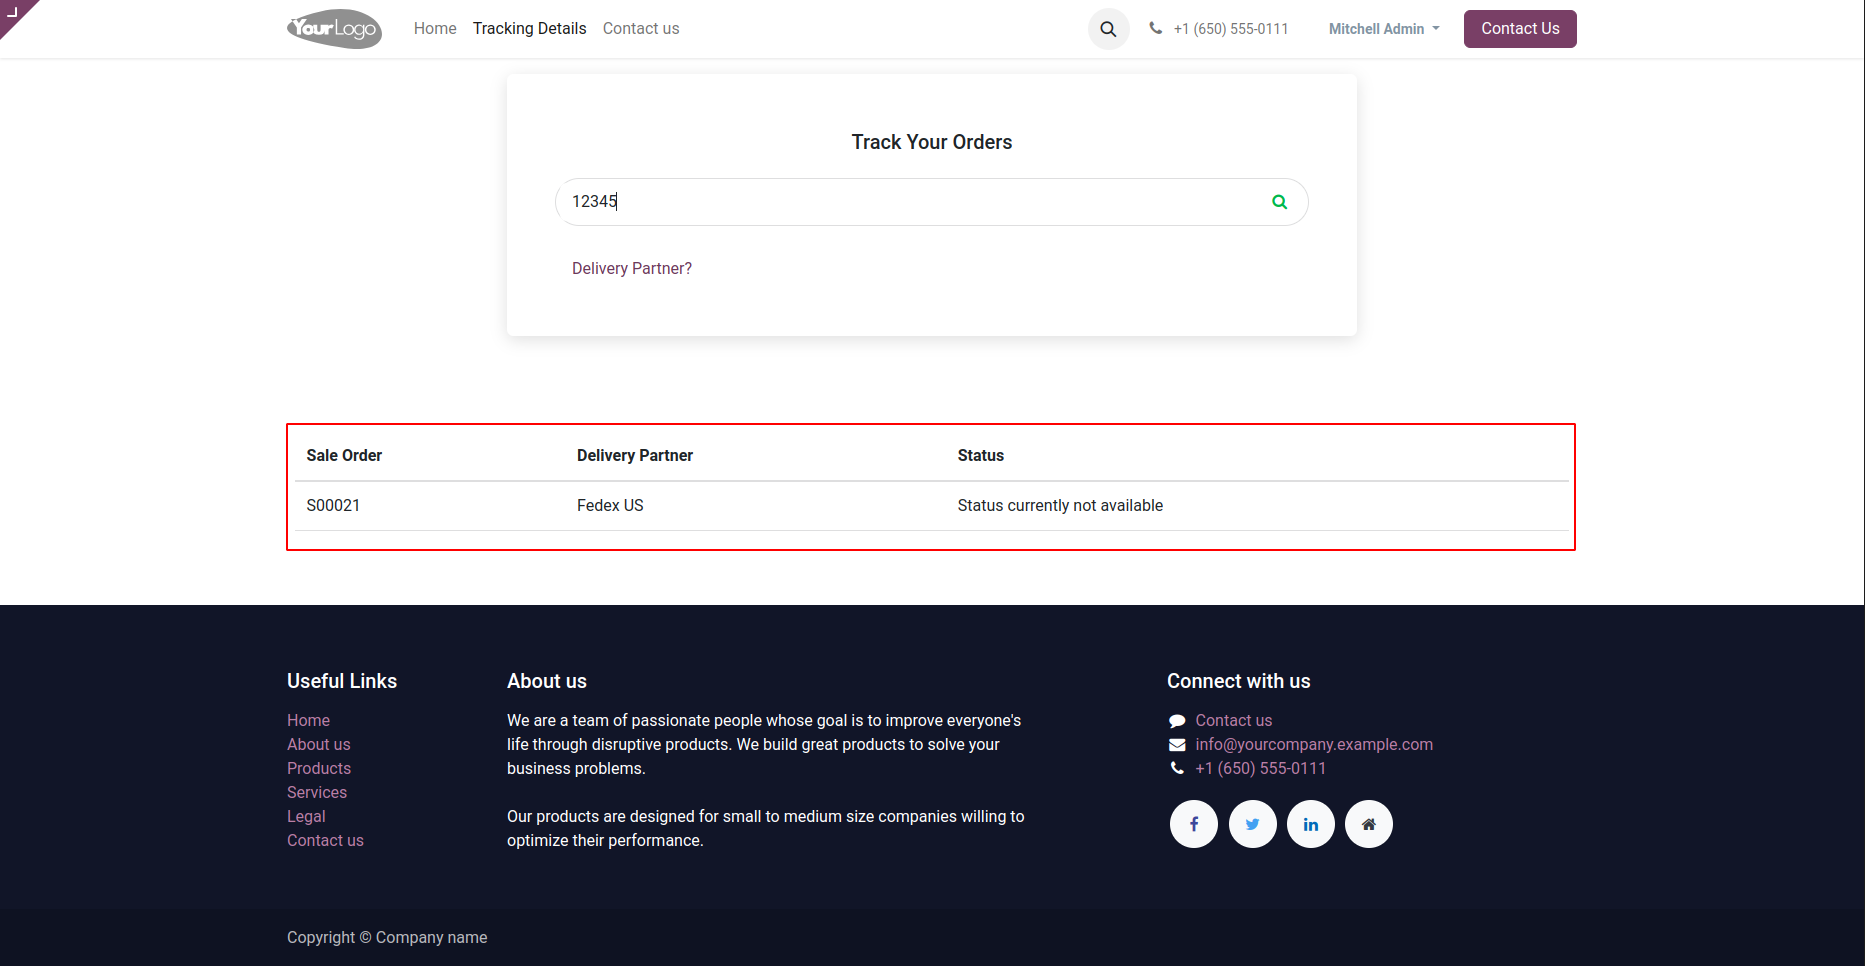 YourLogo
Home Tracking Details Contact us
+1 (650) 555-0111 Mitchell Admin Contact Us
Track Your Orders
12345
Delivery Partner?
Sale Order Delivery Partner Status
S00021 Fedex US Status currently not available
Useful Links
Home
About us
Products
Services
Legal
Contact us
About us
We are a team of passionate people whose goal is to improve everyone's
life through disruptive products. We build great products to solve your
business problems.
Our products are designed for small to medium size companies willing to
optimize their performance.
Connect with us
Contact us
info@yourcompany.example.com
+1 (650) 555-0111
Copyright © Company name